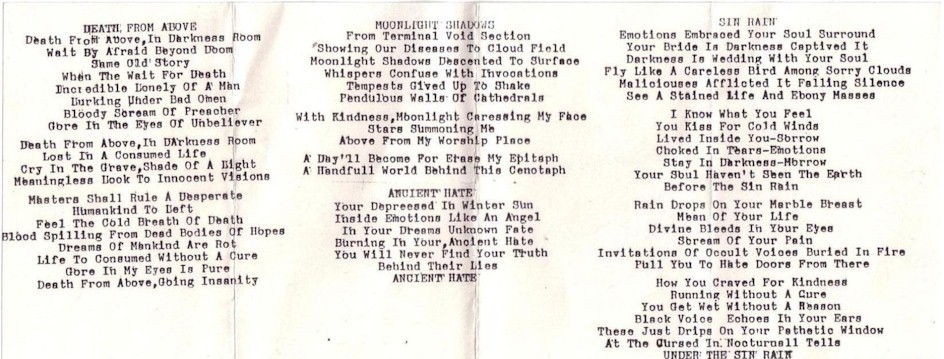 DEATH FROM ABOVE
Death From Above,In Darkness Room
Wait By Afraid Beyond Doom
Same Old Story
When The Wait For Death
Incredible Lonely Of A Man
Lurking Under Bad Omen
Bloody Scream Of Preacher
Gore In The Eyes Of Unbeliever
Death From Above,In DArkness Room
Lost In A Consumed Life
Cry In The Grave,Shade Of A Light
Meaningless Look To Innocent Visions
Masters Shall Rule A Desperate
Humankind To Left
Feel The Cold Breath Of Death
Blood Spilling From Dead Bodies Of Hopes
Dreams Of Mankind Are Rot
Life To Consumed Without A Cure
Gore In My Eyes Is Pure
Death From Above,Going Insanity
MOONLIGHT SHADOWS
From Terminal Void Section
Showing Our Diseases To Cloud Field
Moonlight Shadows Descented To Surface
Whispers Confuse With Invocations
Tempests Gived Up To Shake
Pendulous Walls Of Cathedrals
With Kindness,Moonlight Caressing My Face
Stars Summoning Me
Above From My Worship Place
A Day'll Become For Erase My Epitaph
A Handfull World Behind This Cenotaph
ANCIENT HATE
Your Depressed In Winter Sun
Inside Emotions Like An Angel
In Your Dreams Unknown Fate
Burning In Your,Ancient Hate
You Will Never Find Your Truth
Behind Their Lies
ANCIENT HATE
SIN RAIN
Emotions Embraced Your Soul Surround
Your Bride Is Darkness Captived It
Darkness Is Wedding With Your Soul
Fly Like A Careless Bird Among Sorry Clouds
Maliciouses Afflicted It Falling Silence
See A Stained Life And Ebony Masses
I Know What You Feel
You Kiss For Cold Winds
Lived Inside You-Sorrow
Choked In Tears-Emotions
Stay In Darkness-Morrow
Your Soul Haven't Seen The Earth
Before The Sin Rain
Rain Drops On Your Marble Breast
Mean Of Your Life
Divine Bleeds In Your Eyes
Scream Of Your Pain
Invitations Of Occult Voices Buried In Fire
Pull You To Hate Doors From There
How You Craved For Kindness
Running Without A Cure
You Get Wet Without A Reason
Black Voice Echoes In Your Ears
These Just Drips On Your Pathetic Window
At The Cursed In Nocturnall Tells
UNDER THE SIN RAIN